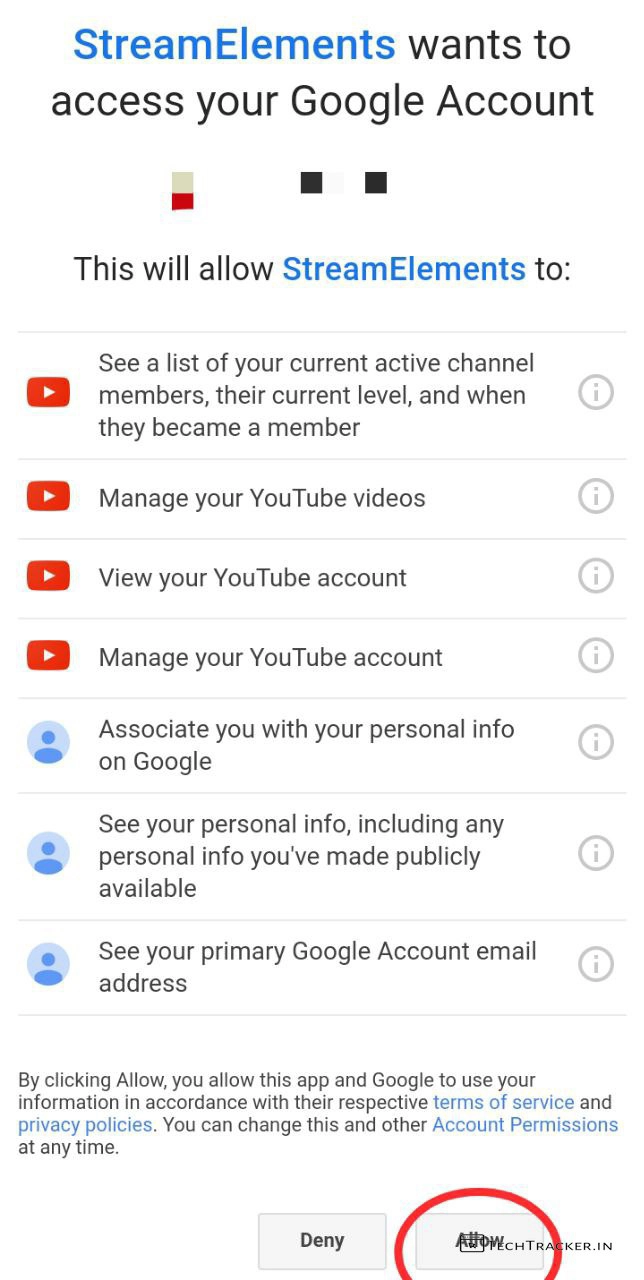 StreamElements wants to
access your Google Account
This will allow StreamElements to:
See a list of your current active channel
members, their current level, and when
they became a member
Manage your YouTube videos
View your YouTube account
Manage your YouTube account
Associate you with your personal info
on Google
See your personal info, including any
personal info you've made publicly
available
See your primary Google Account email
address
By clicking Allow, you allow this app and Google to use your
information in accordance with their respective terms of service and
privacy policies. You can change this and other Account Permissions
at any time.
Deny
Allow
TECHTRACKER.IN